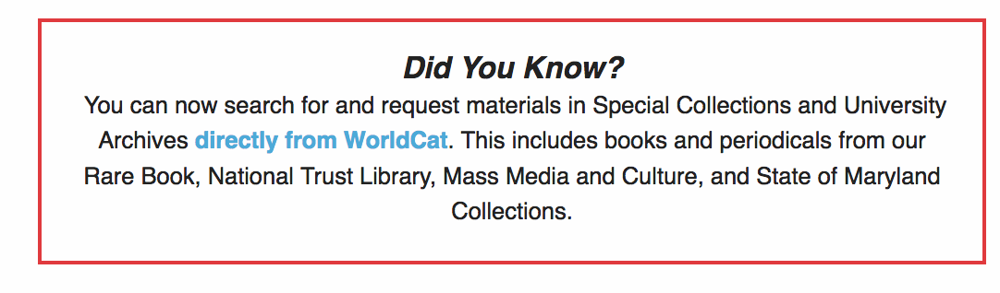 Did You Know?
You can now search for and request materials in Special Collections and University
Archives directly from WorldCat. This includes books and periodicals from our
Rare Book, National Trust Library, Mass Media and Culture, and State of Maryland
Collections.